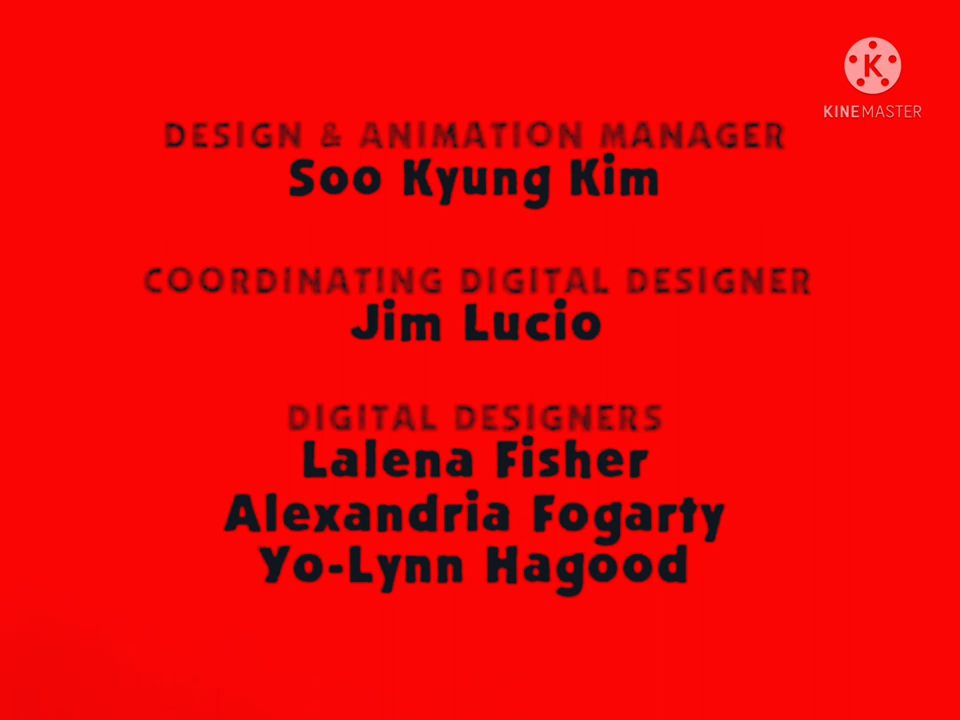 KINEMASTER
DESIGN & ANIMATION MANAGER
Soo Kyung Kim
COORDINATING DIGITAL DESIGNER
Jim Lucio
DIGITAL DESIGNERS
Lalena Fisher
Alexandria Fogarty
Yo-Lynn Hagood